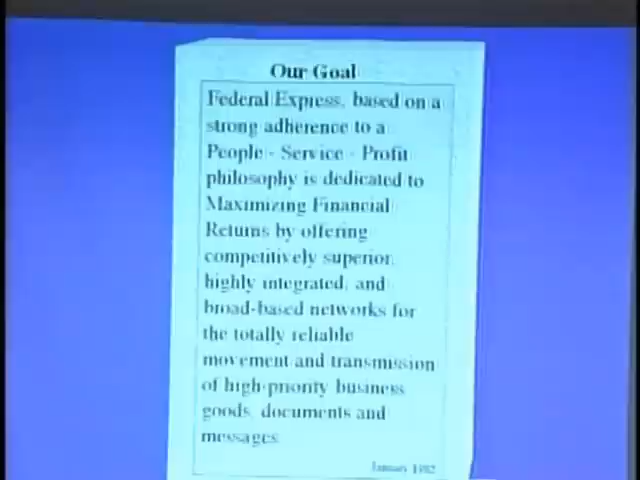 Our Goal
Federal Express, based on a
strong adherence to a
People - Service - Profit
philosophy is dedicated to
Maximizing Financial
Returns by offering
competitively superior,
highly integrated, and
broad-based networks for
the totally reliable
movement and transmission
of high-priority business
goods, documents and
messages
January